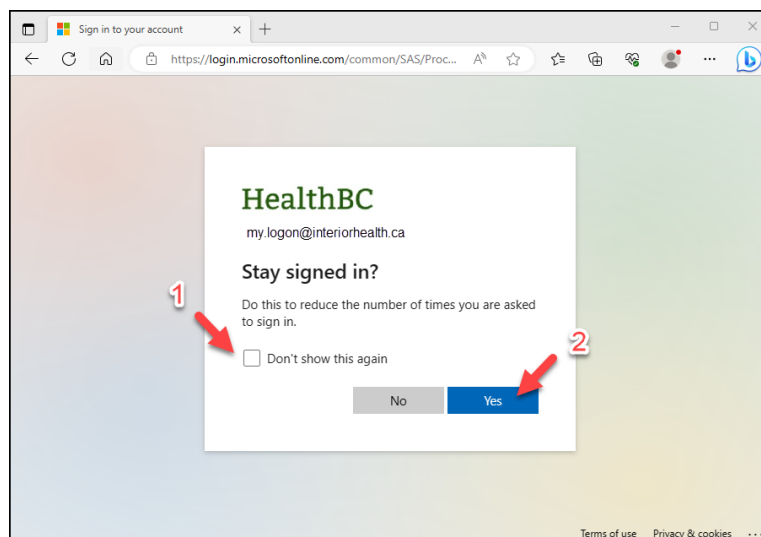 Sign in to your account
https://login.microsoftonline.com/common/SAS/Proc...
HealthBC
my.logon@interiorhealth.ca
Stay signed in?
Do this to reduce the number of times you are asked
to sign in.
1
Don't show this again
2
No
Yes
Terms of use Privacy & cookies ...